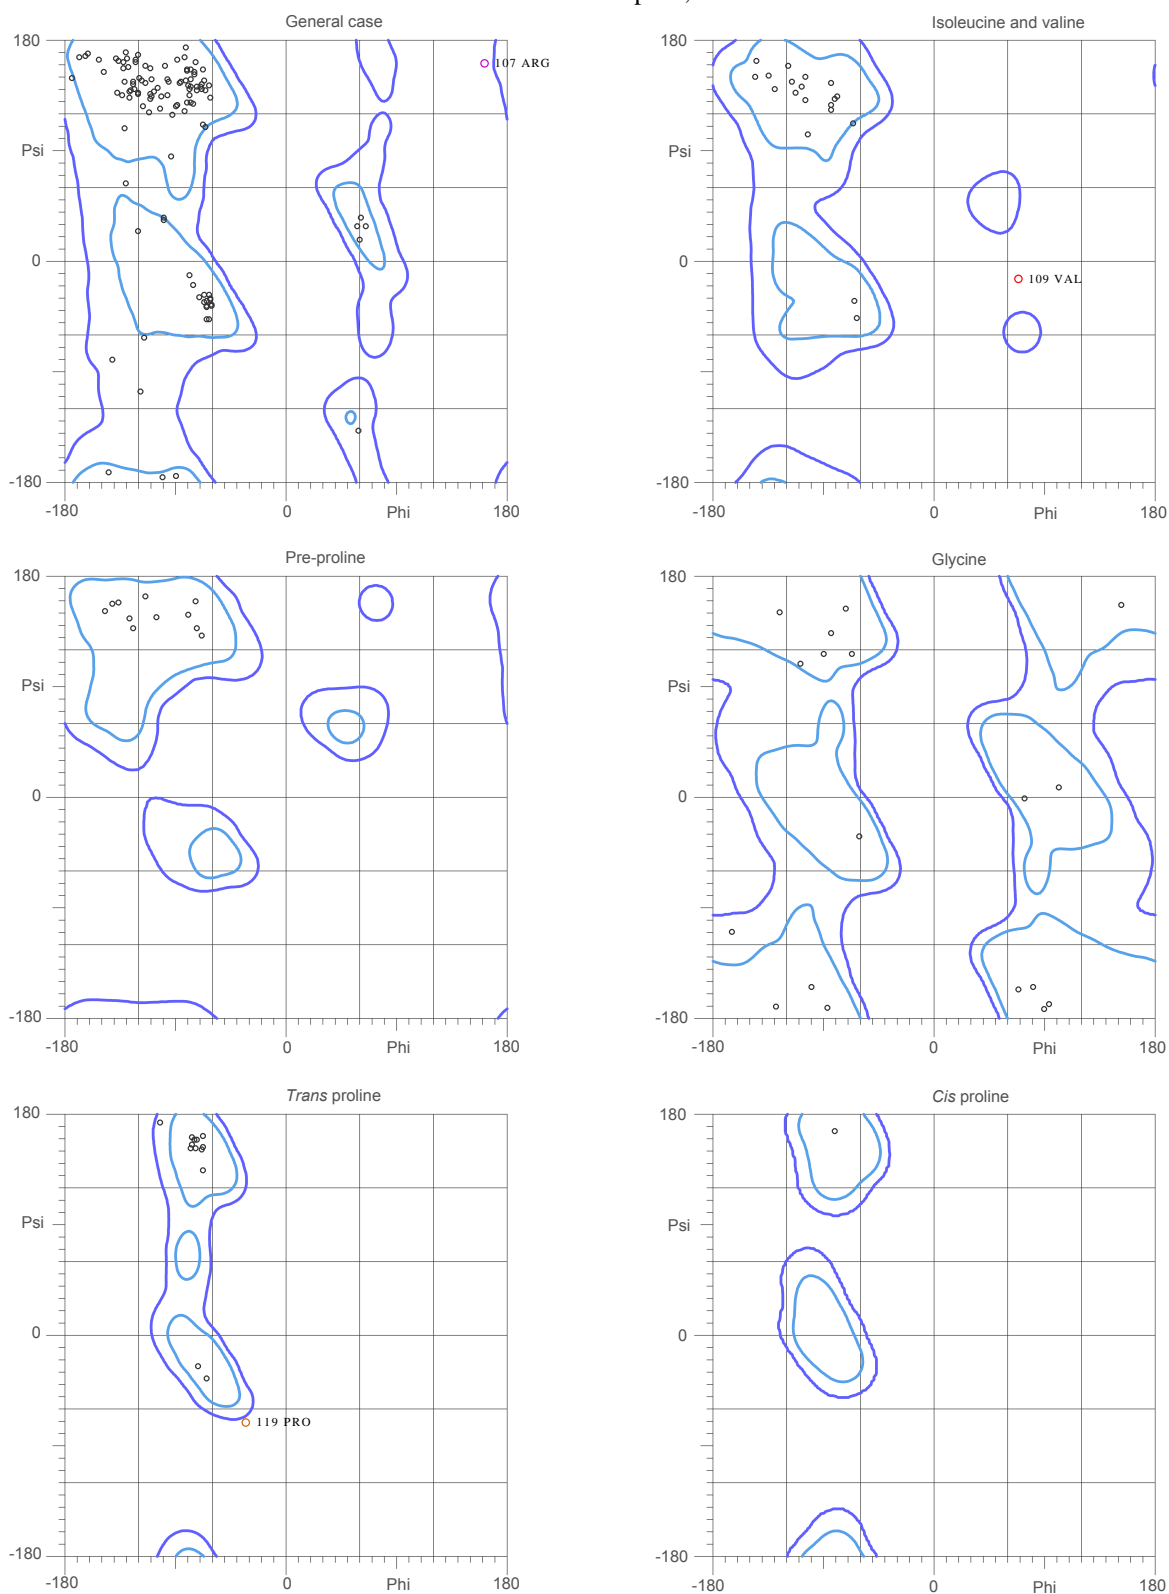 General case
180
107 ARG
Psi
0
-180
-180
0
Phi
180
Isoleucine and valine
180
Psi
0
109 VAL
-180
-180
0
Phi
180
Pre-proline
180
Psi
0
-180
-180
0
Phi
180
Glycine
180
Psi
0
-180
-180
0
Phi
180
Trans proline
180
Psi
0
119 PRO
-180
-180
0
Phi
180
Cis proline
180
Psi
0
-180
-180
0
Phi
180